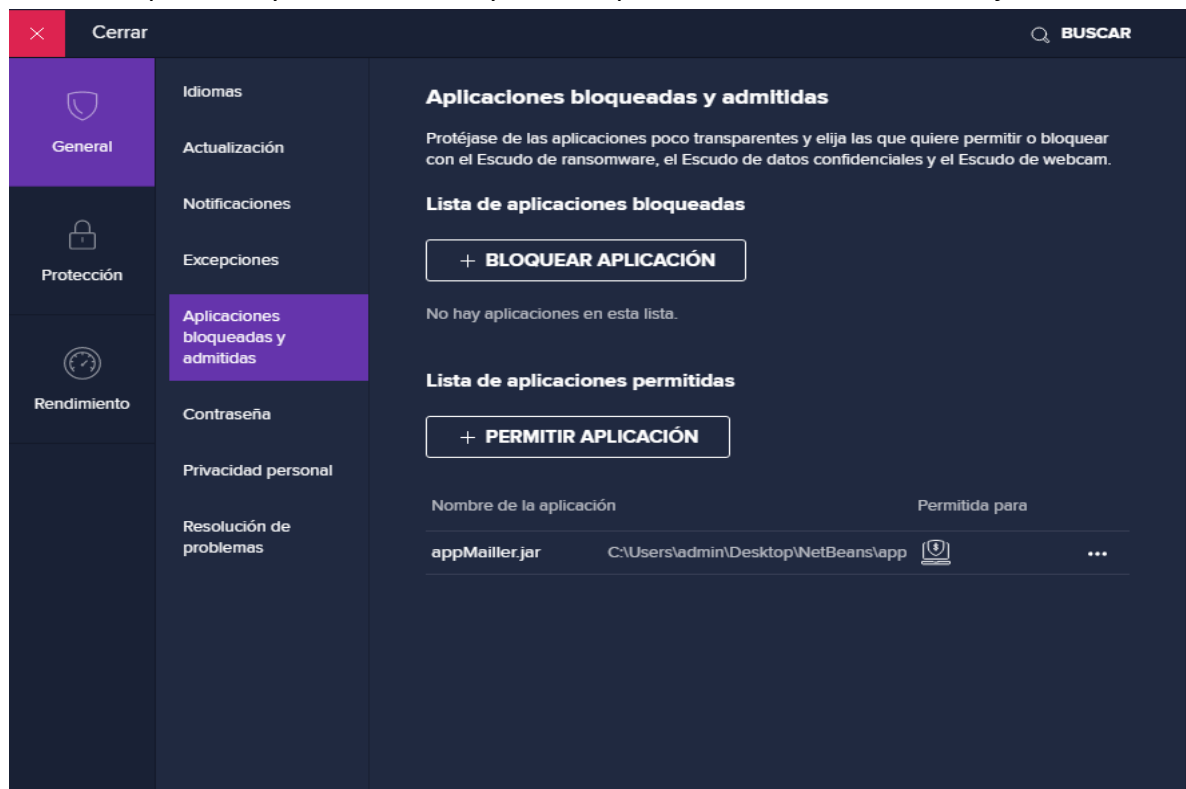 Cerrar
BUSCAR
General
Protección
Rendimiento
Idiomas
Actualización
Notificaciones
Excepciones
Aplicaciones
bloqueadas y
admitidas
Contraseña
Privacidad personal
Resolución de
problemas
Aplicaciones bloqueadas y admitidas
Protéjase de las aplicaciones poco transparentes y elija las que quiere permitir o bloquear
con el Escudo de ransomware, el Escudo de datos confidenciales y el Escudo de webcam.
Lista de aplicaciones bloqueadas
+ BLOQUEAR APLICACIÓN
No hay aplicaciones en esta lista.
Lista de aplicaciones permitidas
+ PERMITIR APLICACIÓN
Nombre de la aplicación Permitida para
appMailler.jar C:\Users\admin\Desktop\NetBeans\app